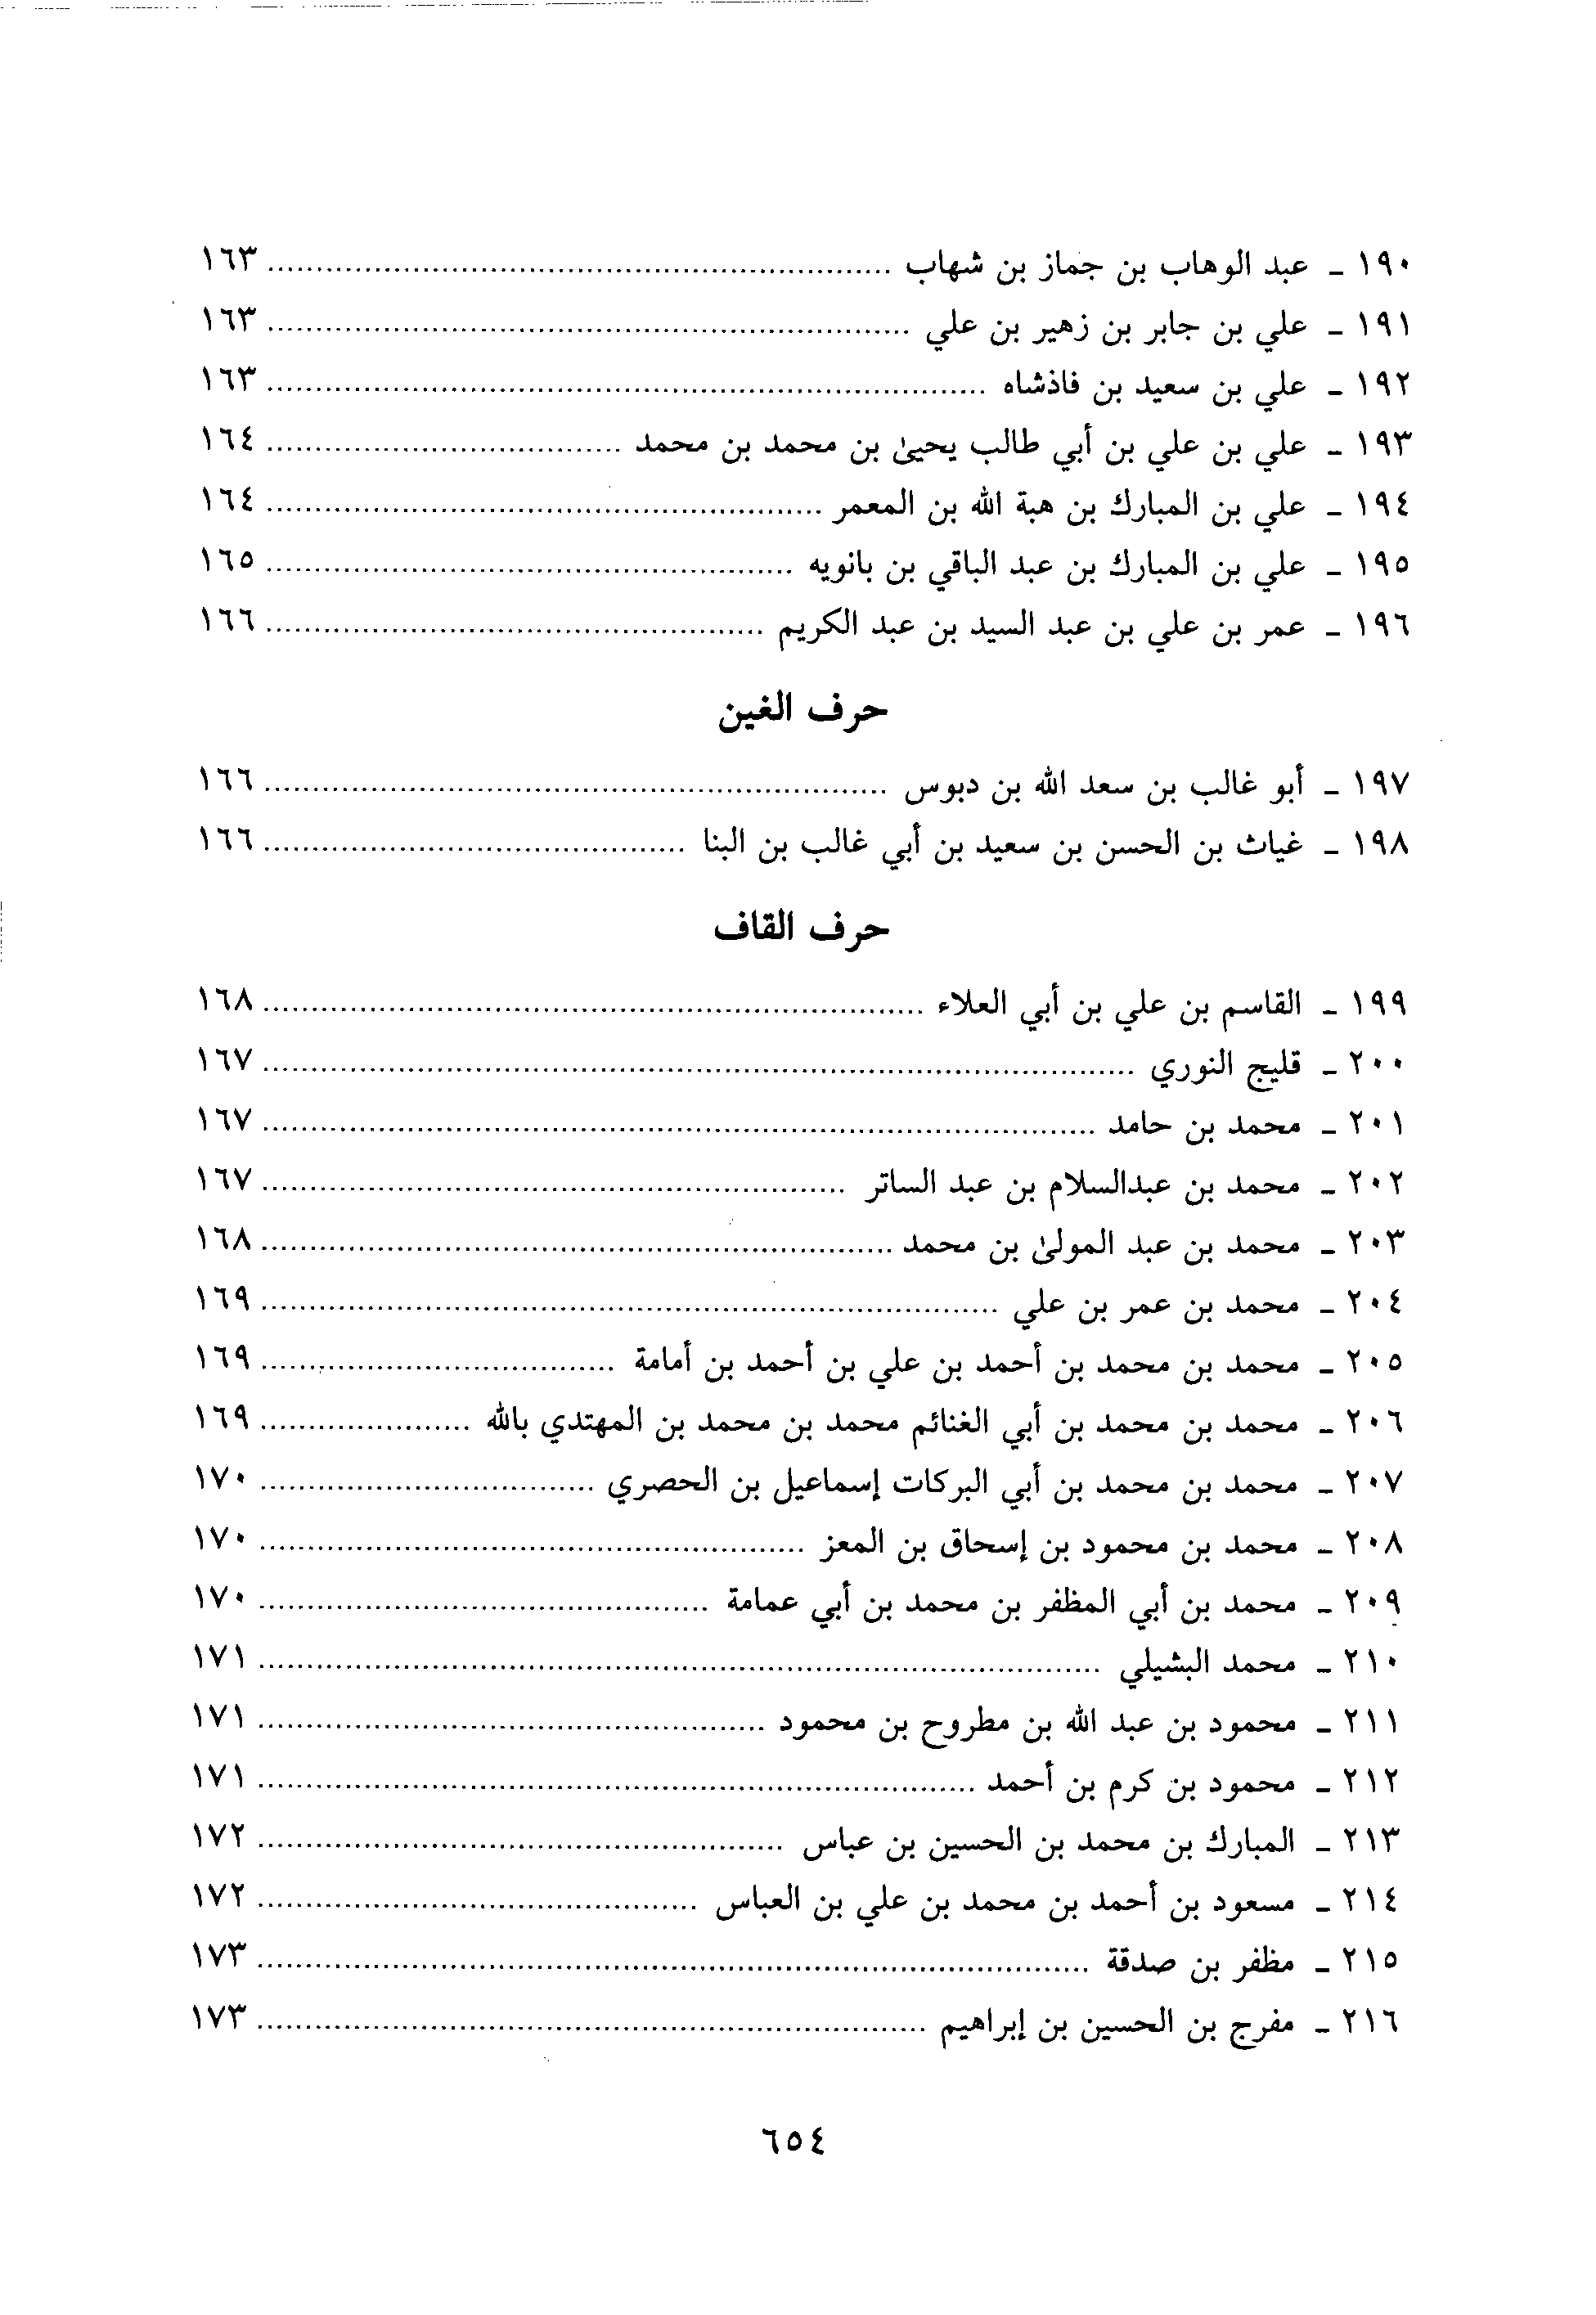 ١٩٠ - عبد الوهاب بن جماز بن شهاب ........ ١٦٣
١٩١ - علي بن جابر بن زهير بن علي ........ ١٦٣
١٩٢ - علي بن سعيد بن فاذشاه ........ ١٦٣
١٩٣ - علي بن علي بن أبي طالب يحيىٰ بن محمد بن محمد ........ ١٦٤
١٩٤ - علي بن المبارك بن هبة الله بن المعمر ........ ١٦٤
١٩٥ - علي بن المبارك بن عبد الباقي بن بانويه ........ ١٦٥
١٩٦ - عمر بن علي بن عبد السيد بن عبد الكريم ........ ١٦٦
حرف الغين
١٩٧ - أبو غالب بن سعد الله بن دبوس ........ ١٦٦
١٩٨ - غياث بن الحسن بن سعيد بن أبي غالب بن البنا ........ ١٦٦
حرف القاف
١٩٩ - القاسم بن علي بن أبي العلاء ........ ١٦٨
٢٠٠ - قليج النوري ........ ١٦٧
٢٠١ - محمد بن حامد ........ ١٦٧
٢٠٢ - محمد بن عبدالسلام بن عبد الساتر ........ ١٦٧
٢٠٣ - محمد بن عبد المولىٰ بن محمد ........ ١٦٨
٢٠٤ - محمد بن عمر بن علي ........ ١٦٩
٢٠٥ - محمد بن محمد بن أحمد بن علي بن أحمد بن أمامة ........ ١٦٩
٢٠٦ - محمد بن محمد بن أبي الغنائم محمد بن محمد بن المهتدي بالله ........ ١٦٩
٢٠٧ - محمد بن محمد بن أبي البركات إسماعيل بن الحصري ........ ١٧٠
٢٠٨ - محمد بن محمود بن إسحاق بن المعز ........ ١٧٠
٢٠٩ - محمد بن أبي المظفر بن محمد بن أبي عمامة ........ ١٧٠
٢١٠ - محمد البشيلي ........ ١٧١
٢١١ - محمود بن عبد الله بن مطروح بن محمود ........ ١٧١
٢١٢ - محمود بن كرم بن أحمد ........ ١٧١
٢١٣ - المبارك بن محمد بن الحسين بن عباس ........ ١٧٢
٢١٤ - مسعود بن أحمد بن محمد بن علي بن العباس ........ ١٧٢
٢١٥ - مظفر بن صدقة ........ ١٧٣
٢١٦ - مفرج بن الحسين بن إبراهيم ........ ١٧٣
٦٥٤